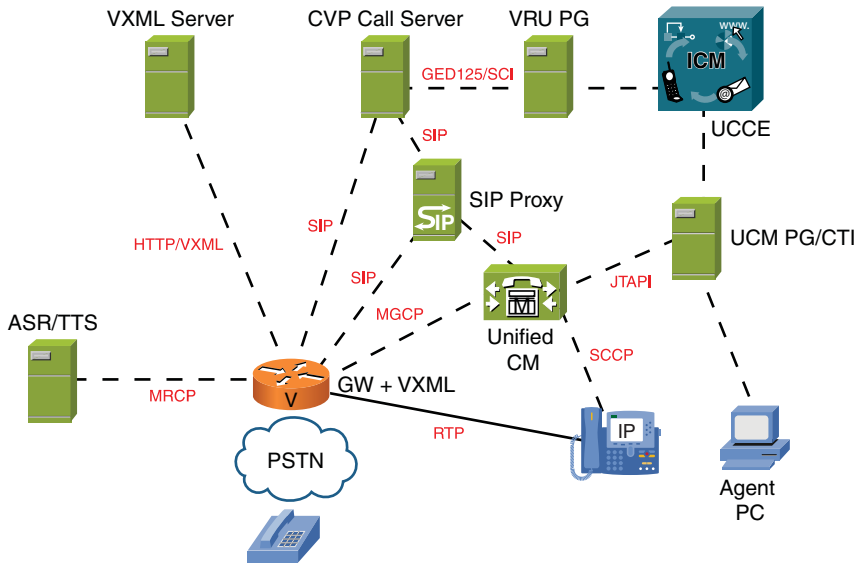 VXML Server
CVP Call Server
VRU PG
www.
ICM
@
GED125/SCI
UCCE
SIP
SIP Proxy
SIP
UCM PG/CTI
HTTP/VXML
SIP
SIP
SIP
JTAPI
M
MGCP
Unified
CM
ASR/TTS
SCCP
MRCP
GW + VXML
V
RTP
IP
PSTN
Agent
PC